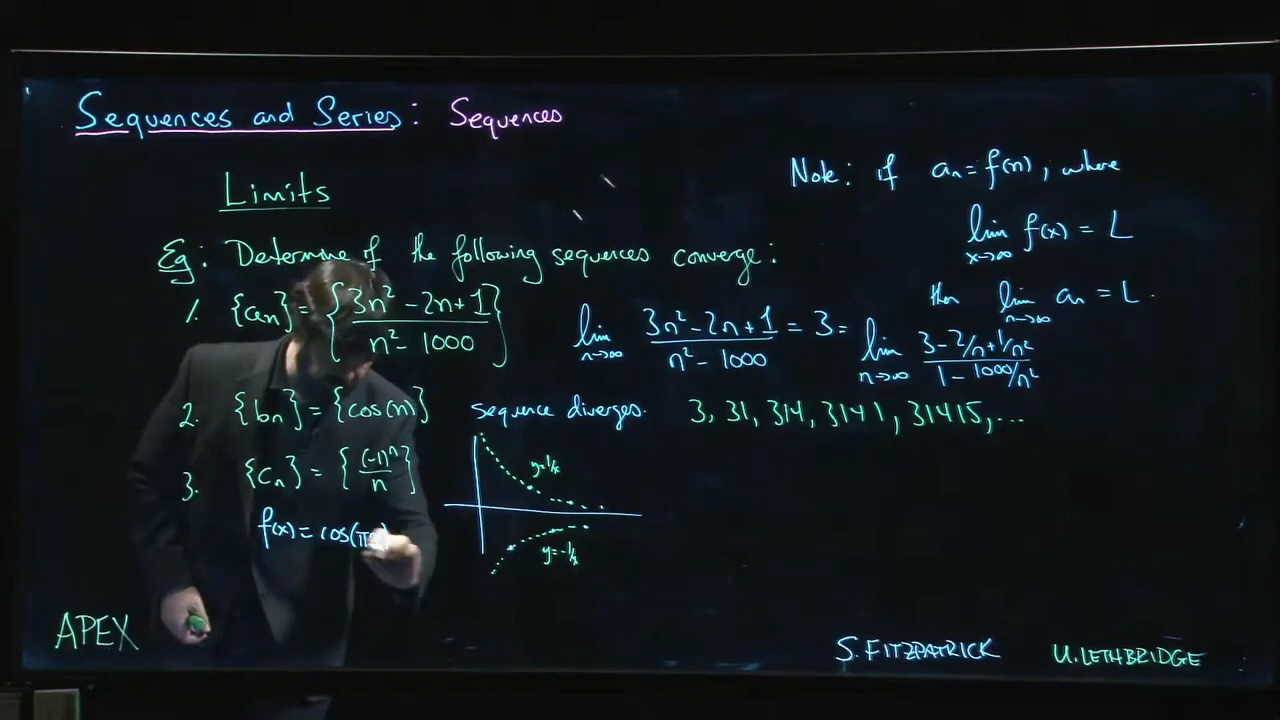 Sequences and Series: Sequences
Note: if aₙ = f(n), where
lim x→∞ f(x) = L
then lim n→∞ aₙ = L.
Limits
Eg: Determine if the following sequences converge:
1. {aₙ} = {(3n² - 2n + 1)/(n² - 1000)} lim n→∞ (3n² - 2n + 1)/(n² - 1000) = 3 = lim n→∞ (3 - 2/n + 1/n²)/(1 - 1000/n²)
2. {bₙ} = {cos(n)} sequence diverges. 3, 31, 314, 3141, 31415, ...
3. {cₙ} = {(-1)ⁿ/n}
y=1/x
f(x) = cos(π
y=-1/x
APEX
S. FITZPATRICK
U. LETHBRIDGE